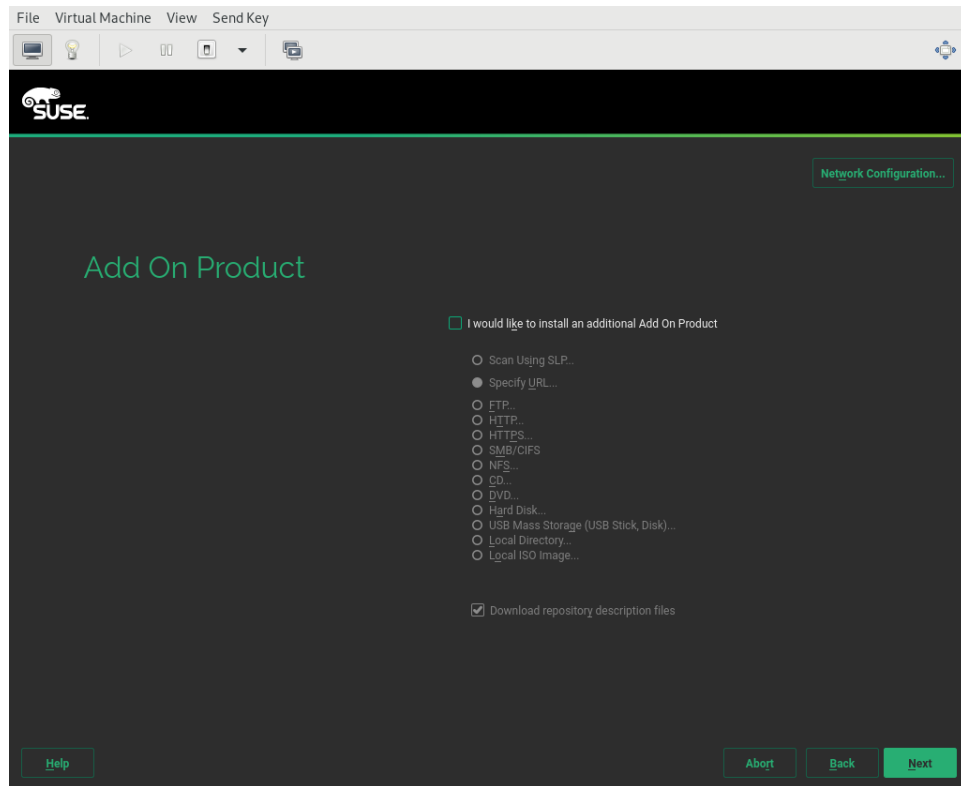 File Virtual Machine View Send Key
SUSE.
Network Configuration...
Add On Product
I would like to install an additional Add On Product
Scan Using SLP...
Specify URL...
FTP...
HTTP...
HTTPS...
SMB/CIFS
NFS...
CD...
DVD...
Hard Disk...
USB Mass Storage (USB Stick, Disk)...
Local Directory...
Local ISO Image...
Download repository description files
Help Abort Back Next